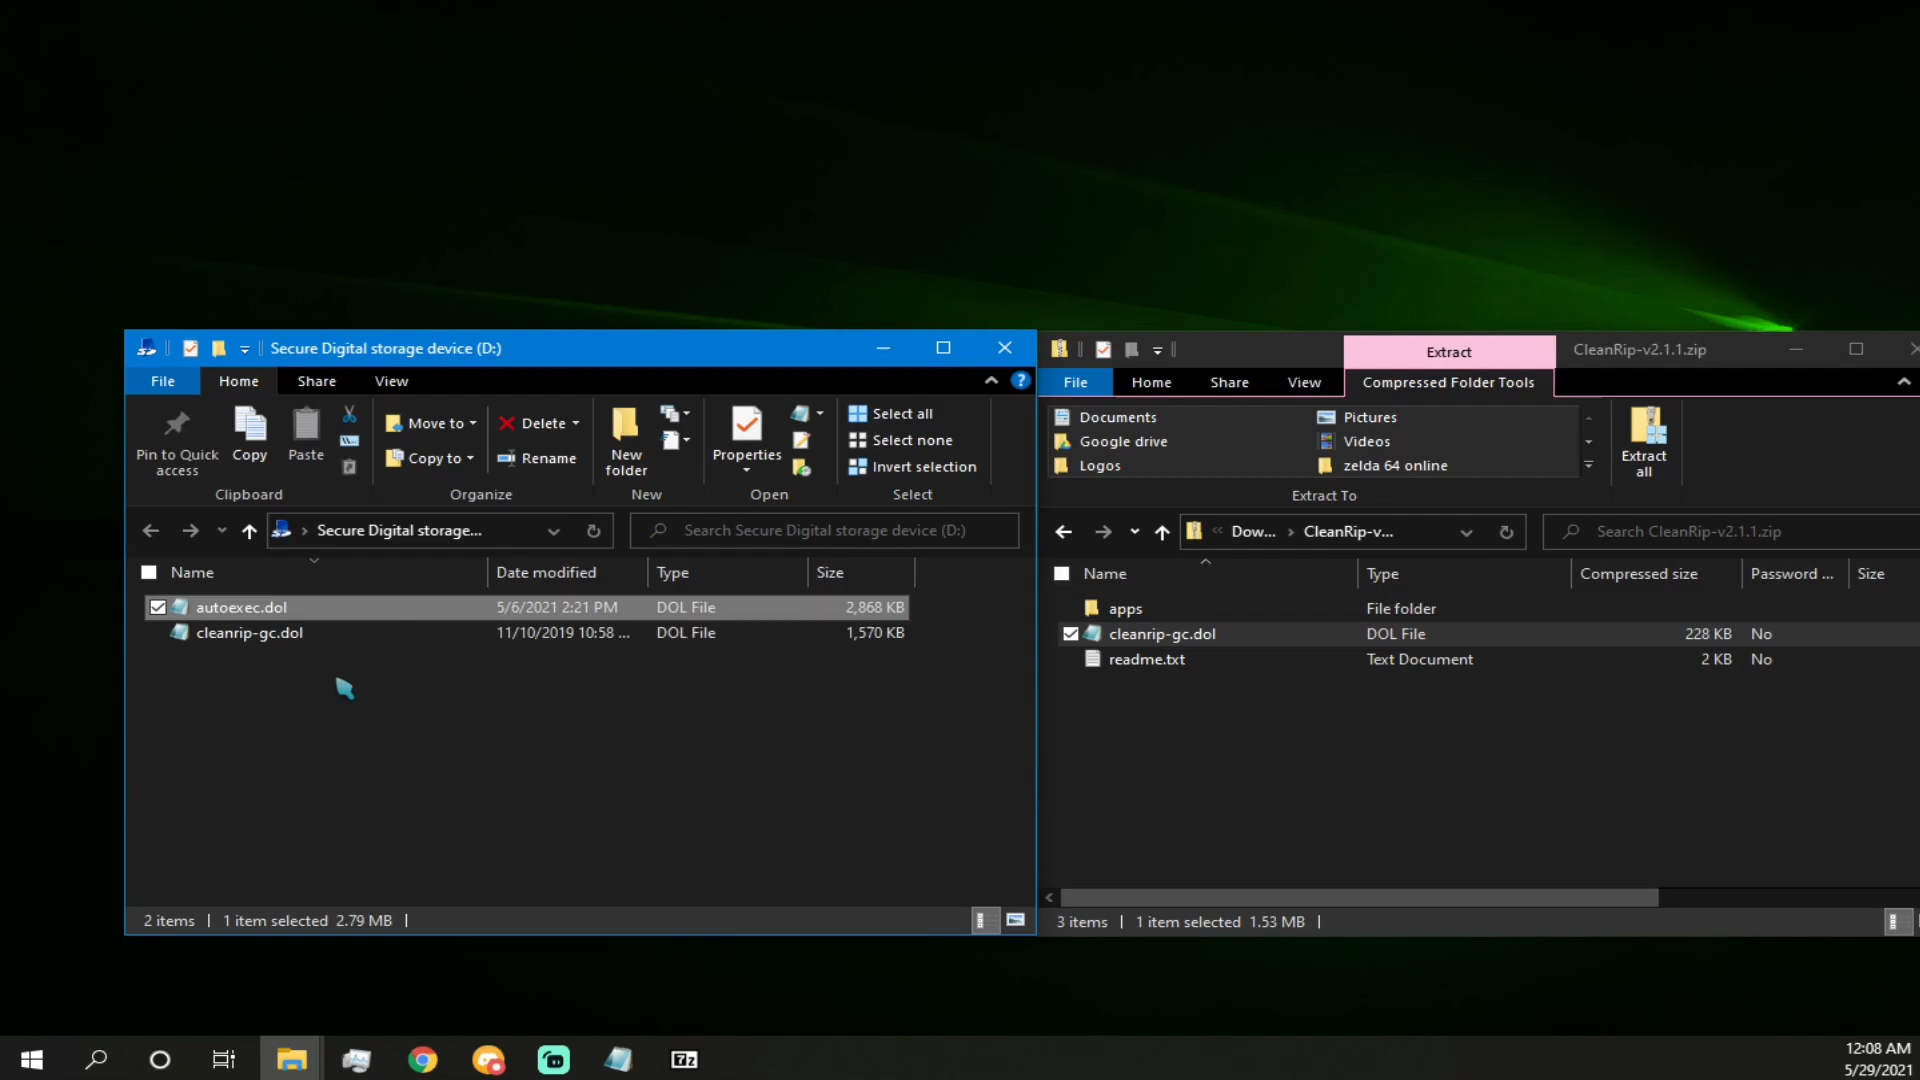 Secure Digital storage device (D:)
File Home Share View
Pin to Quick access
Copy
Paste
Clipboard
Move to
Copy to
Delete
Rename
Organize
New folder
New
Properties
Open
Select all
Select none
Invert selection
Select
Secure Digital storage...
Search Secure Digital storage device (D:)
Name Date modified Type Size
autoexec.dol 5/6/2021 2:21 PM DOL File 2,868 KB
cleanrip-gc.dol 11/10/2019 10:58 ... DOL File 1,570 KB
2 items 1 item selected 2.79 MB
Extract CleanRip-v2.1.1.zip
File Home Share View Compressed Folder Tools
Documents Pictures
Google drive Videos
Logos zelda 64 online
Extract To
Extract all
« Dow... CleanRip-v...
Search CleanRip-v2.1.1.zip
Name Type Compressed size Password ... Size
apps File folder
cleanrip-gc.dol DOL File 228 KB No
readme.txt Text Document 2 KB No
3 items 1 item selected 1.53 MB
7z
12:08 AM
5/29/2021